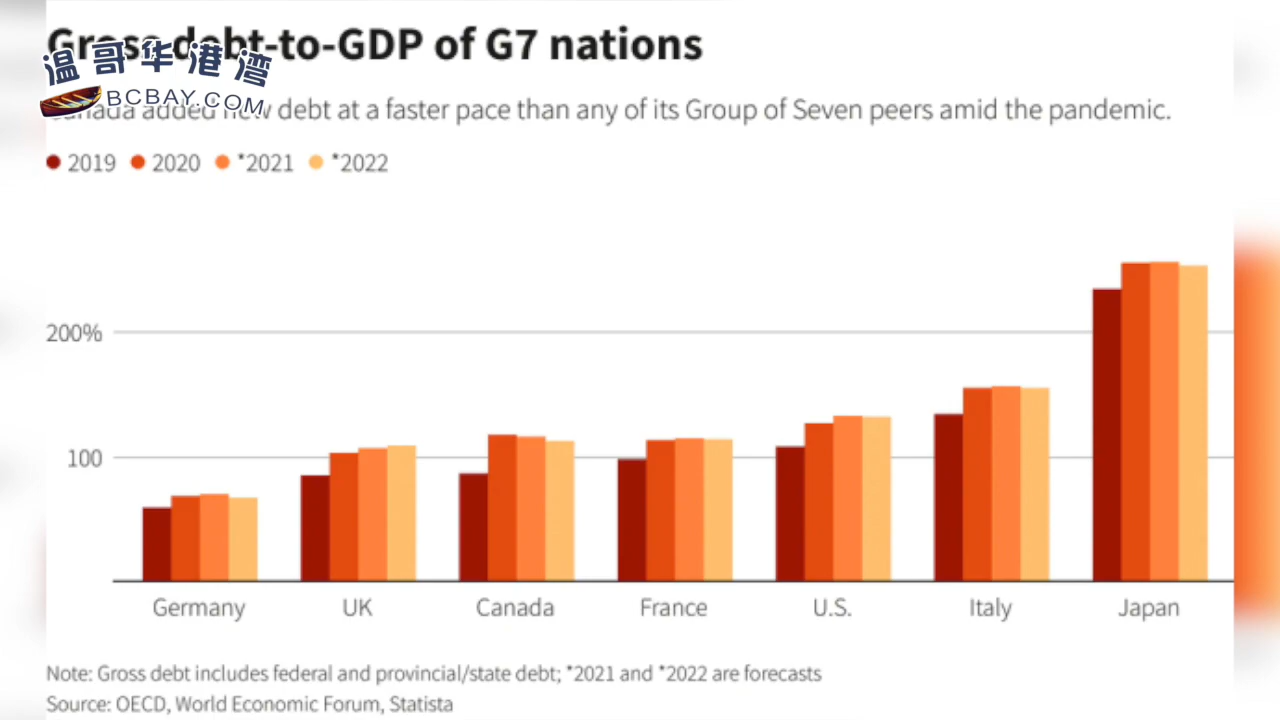 Gross debt-to-GDP of G7 nations
温哥华港湾
BCBAY.COM
Canada added new debt at a faster pace than any of its Group of Seven peers amid the pandemic.
2019 2020 *2021 *2022
200%
100
Germany UK Canada France U.S. Italy Japan
Note: Gross debt includes federal and provincial/state debt; *2021 and *2022 are forecasts
Source: OECD, World Economic Forum, Statista